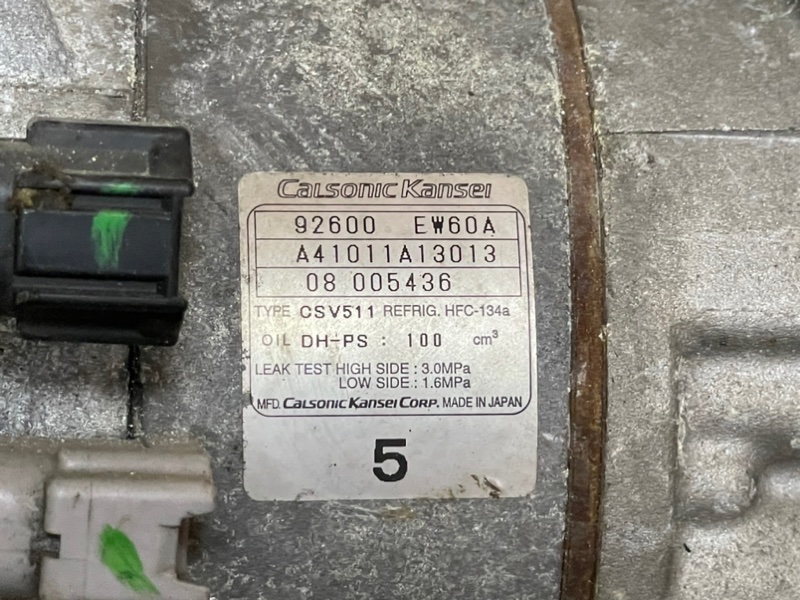 Calsonic Kansei
92600 EW60A
A41011A13013
08 005436
TYPE CSV511 REFRIG. HFC-134a
OIL DH-PS : 100 cm³
LEAK TEST HIGH SIDE : 3.0MPa
LOW SIDE : 1.6MPa
MFD. Calsonic Kansei Corp. MADE IN JAPAN
5